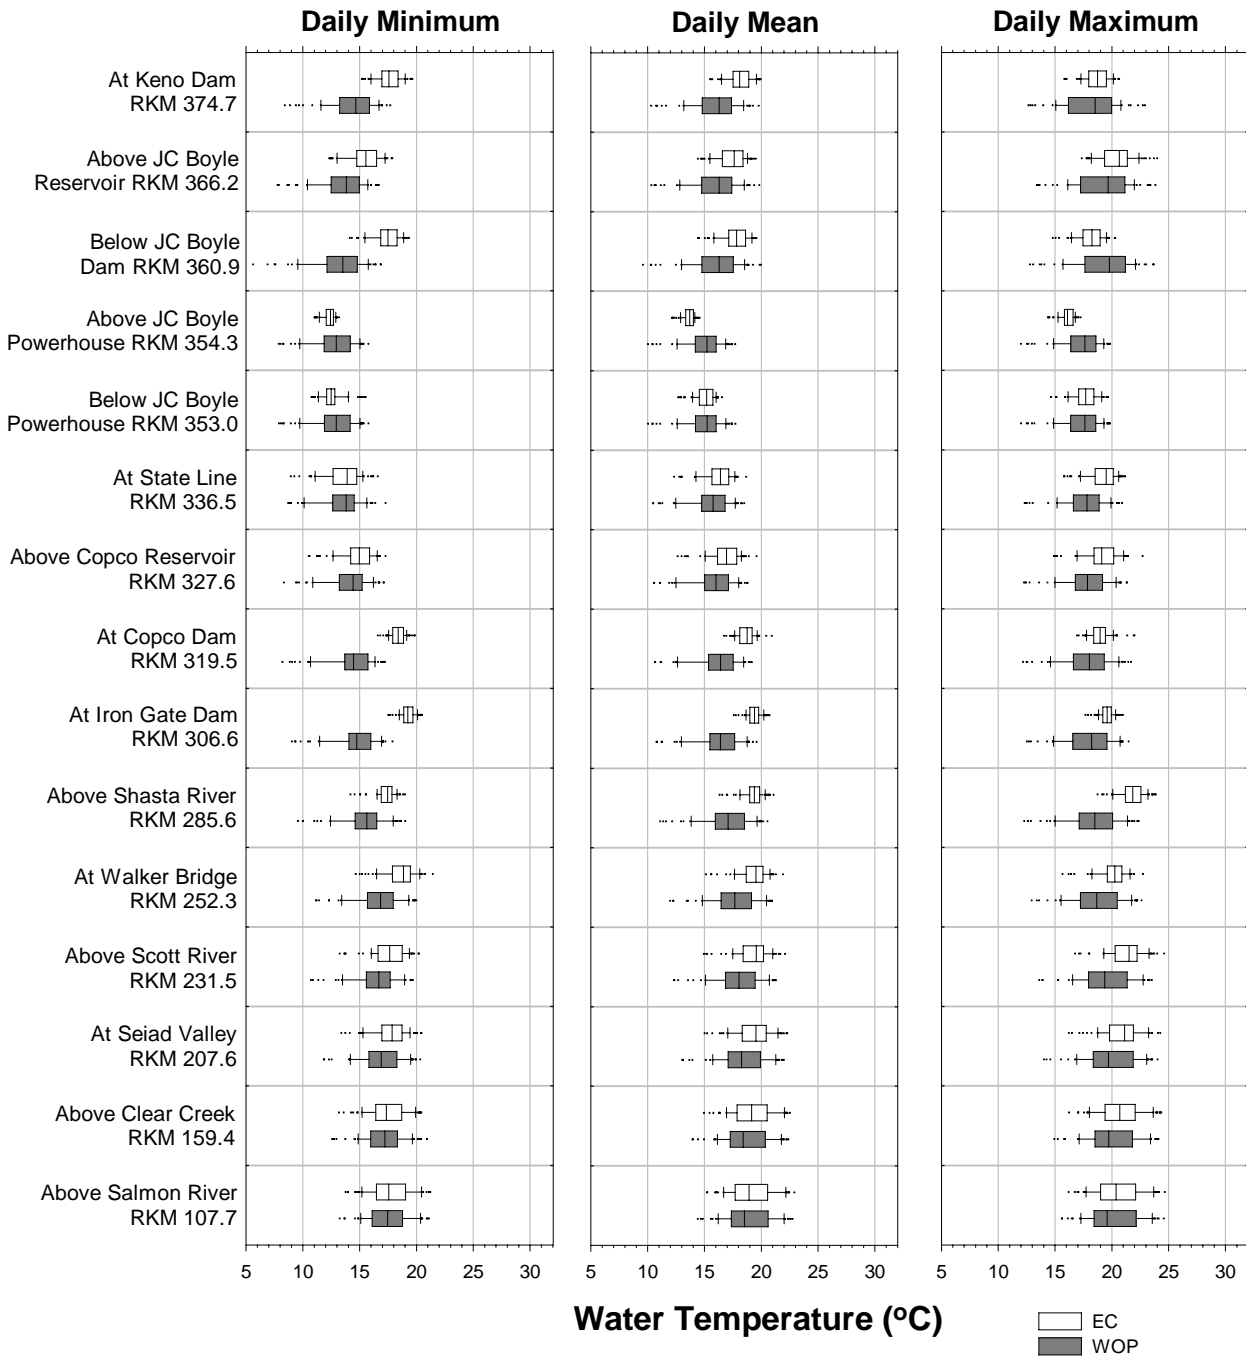 Daily Minimum Daily Mean Daily Maximum
At Keno Dam
RKM 374.7
Above JC Boyle
Reservoir RKM 366.2
Below JC Boyle
Dam RKM 360.9
Above JC Boyle
Powerhouse RKM 354.3
Below JC Boyle
Powerhouse RKM 353.0
At State Line
RKM 336.5
Above Copco Reservoir
RKM 327.6
At Copco Dam
RKM 319.5
At Iron Gate Dam
RKM 306.6
Above Shasta River
RKM 285.6
At Walker Bridge
RKM 252.3
Above Scott River
RKM 231.5
At Seiad Valley
RKM 207.6
Above Clear Creek
RKM 159.4
Above Salmon River
RKM 107.7
5 10 15 20 25 30 5 10 15 20 25 30 5 10 15 20 25 30
Water Temperature (°C)
EC
WOP